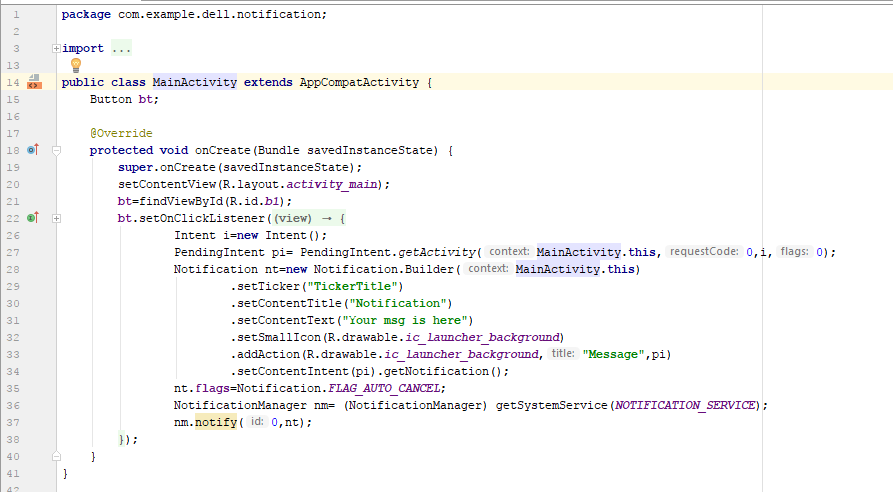 1 package com.example.dell.notification;
2
3 import ...
13
14 public class MainActivity extends AppCompatActivity {
15 Button bt;
16
17 @Override
18 protected void onCreate(Bundle savedInstanceState) {
19 super.onCreate(savedInstanceState);
20 setContentView(R.layout.activity_main);
21 bt=findViewById(R.id.b1);
22 bt.setOnClickListener((view) → {
26 Intent i=new Intent();
27 PendingIntent pi= PendingIntent.getActivity( context: MainActivity.this, requestCode: 0,i, flags: 0);
28 Notification nt=new Notification.Builder( context: MainActivity.this)
29 .setTicker("TickerTitle")
30 .setContentTitle("Notification")
31 .setContentText("Your msg is here")
32 .setSmallIcon(R.drawable.ic_launcher_background)
33 .addAction(R.drawable.ic_launcher_background, title: "Message",pi)
34 .setContentIntent(pi).getNotification();
35 nt.flags=Notification.FLAG_AUTO_CANCEL;
36 NotificationManager nm= (NotificationManager) getSystemService(NOTIFICATION_SERVICE);
37 nm.notify( id: 0,nt);
38 });
40 }
41 }
42